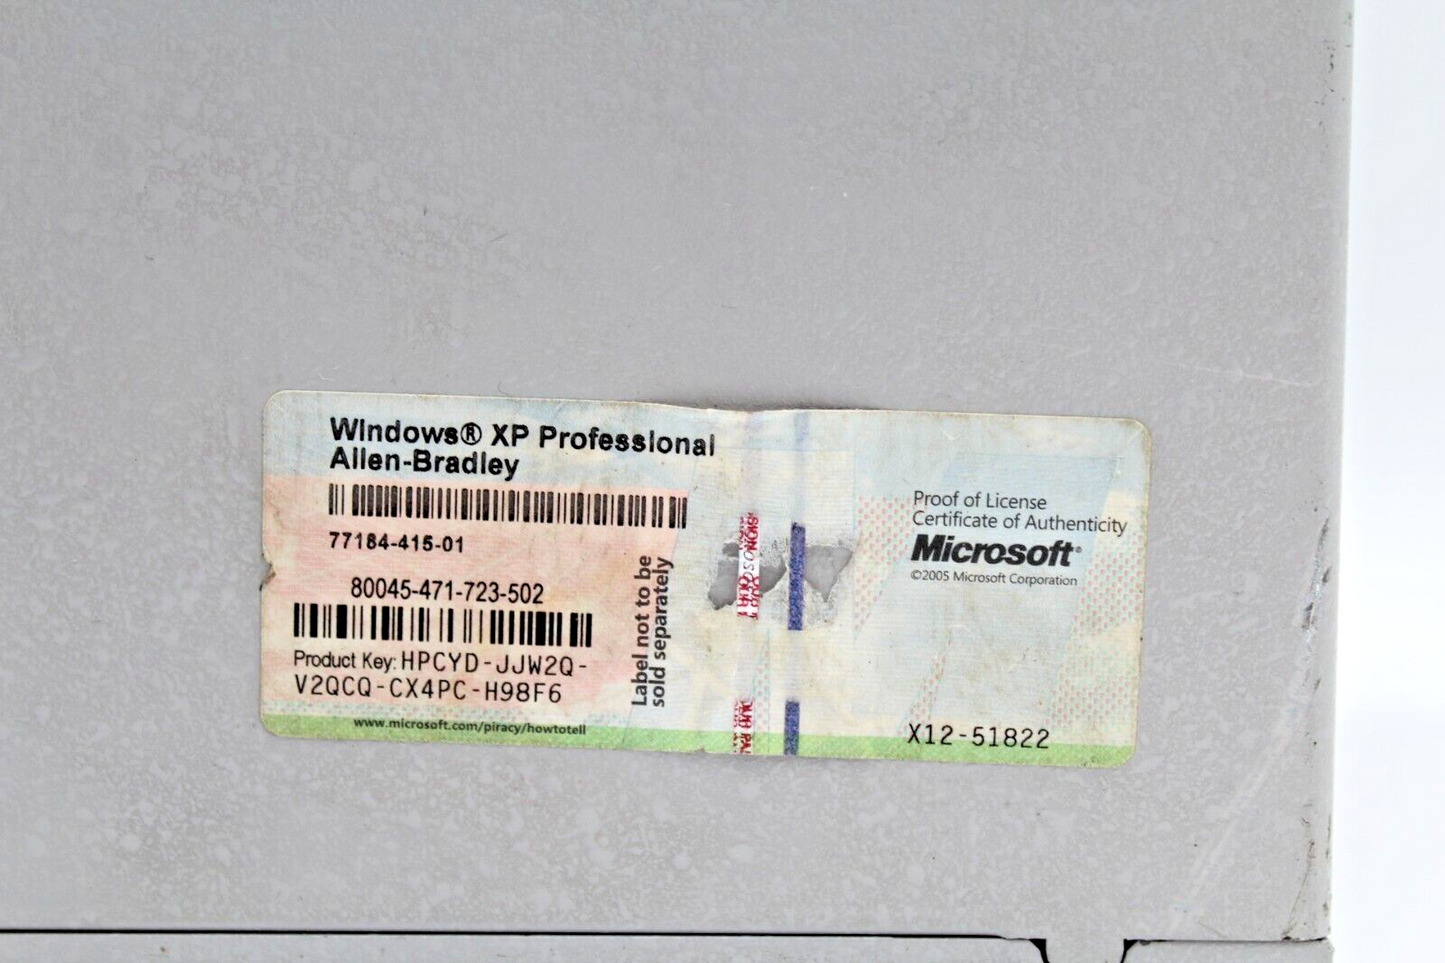 Windows® XP Professional
Allen-Bradley
77184-415-01
80045-471-723-502
Product Key: HPCYD-JJW2Q-
V2QCQ-CX4PC-H98F6
www.microsoft.com/piracy/howtotell
Label not to be
sold separately
Proof of License
Certificate of Authenticity
Microsoft®
©2005 Microsoft Corporation
X12-51822